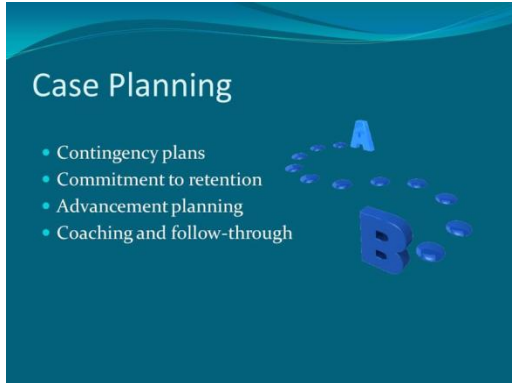 Case Planning
Contingency plans
Commitment to retention
Advancement planning
Coaching and follow-through
A
B